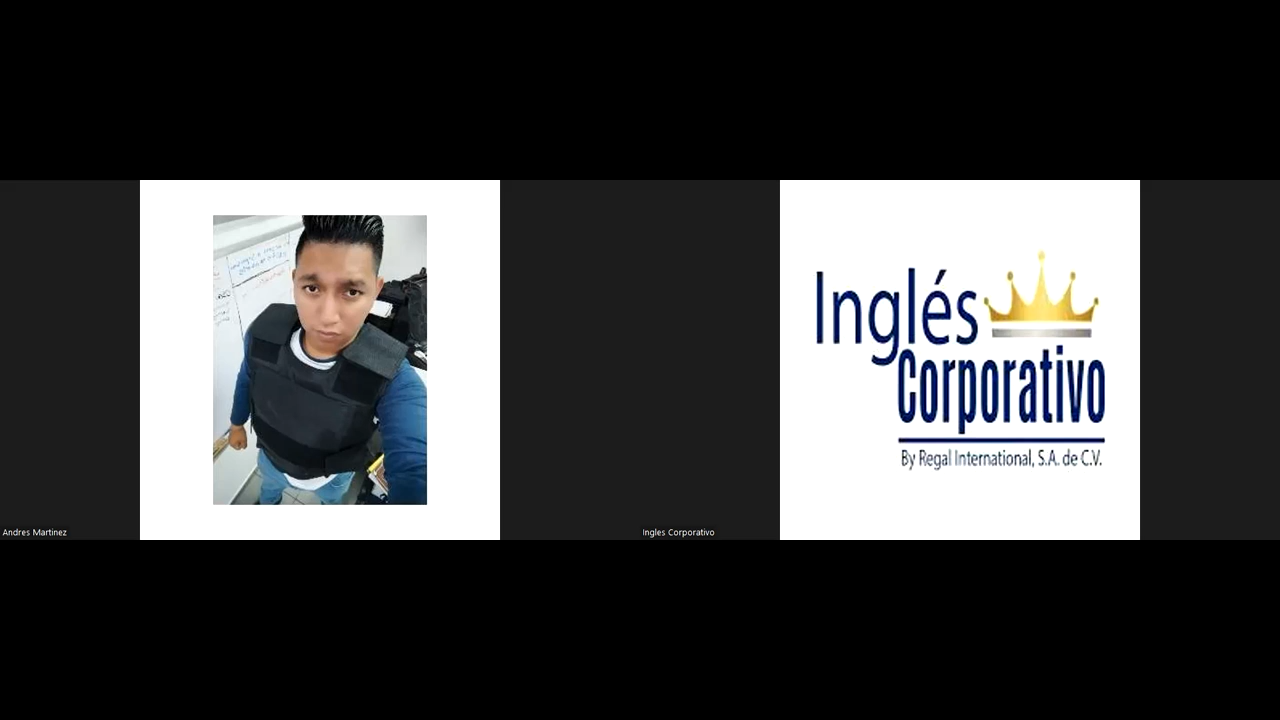 Inglés
Corporativo
By Regal International, S.A. de C.V.
Andres Martinez
Ingles Corporativo